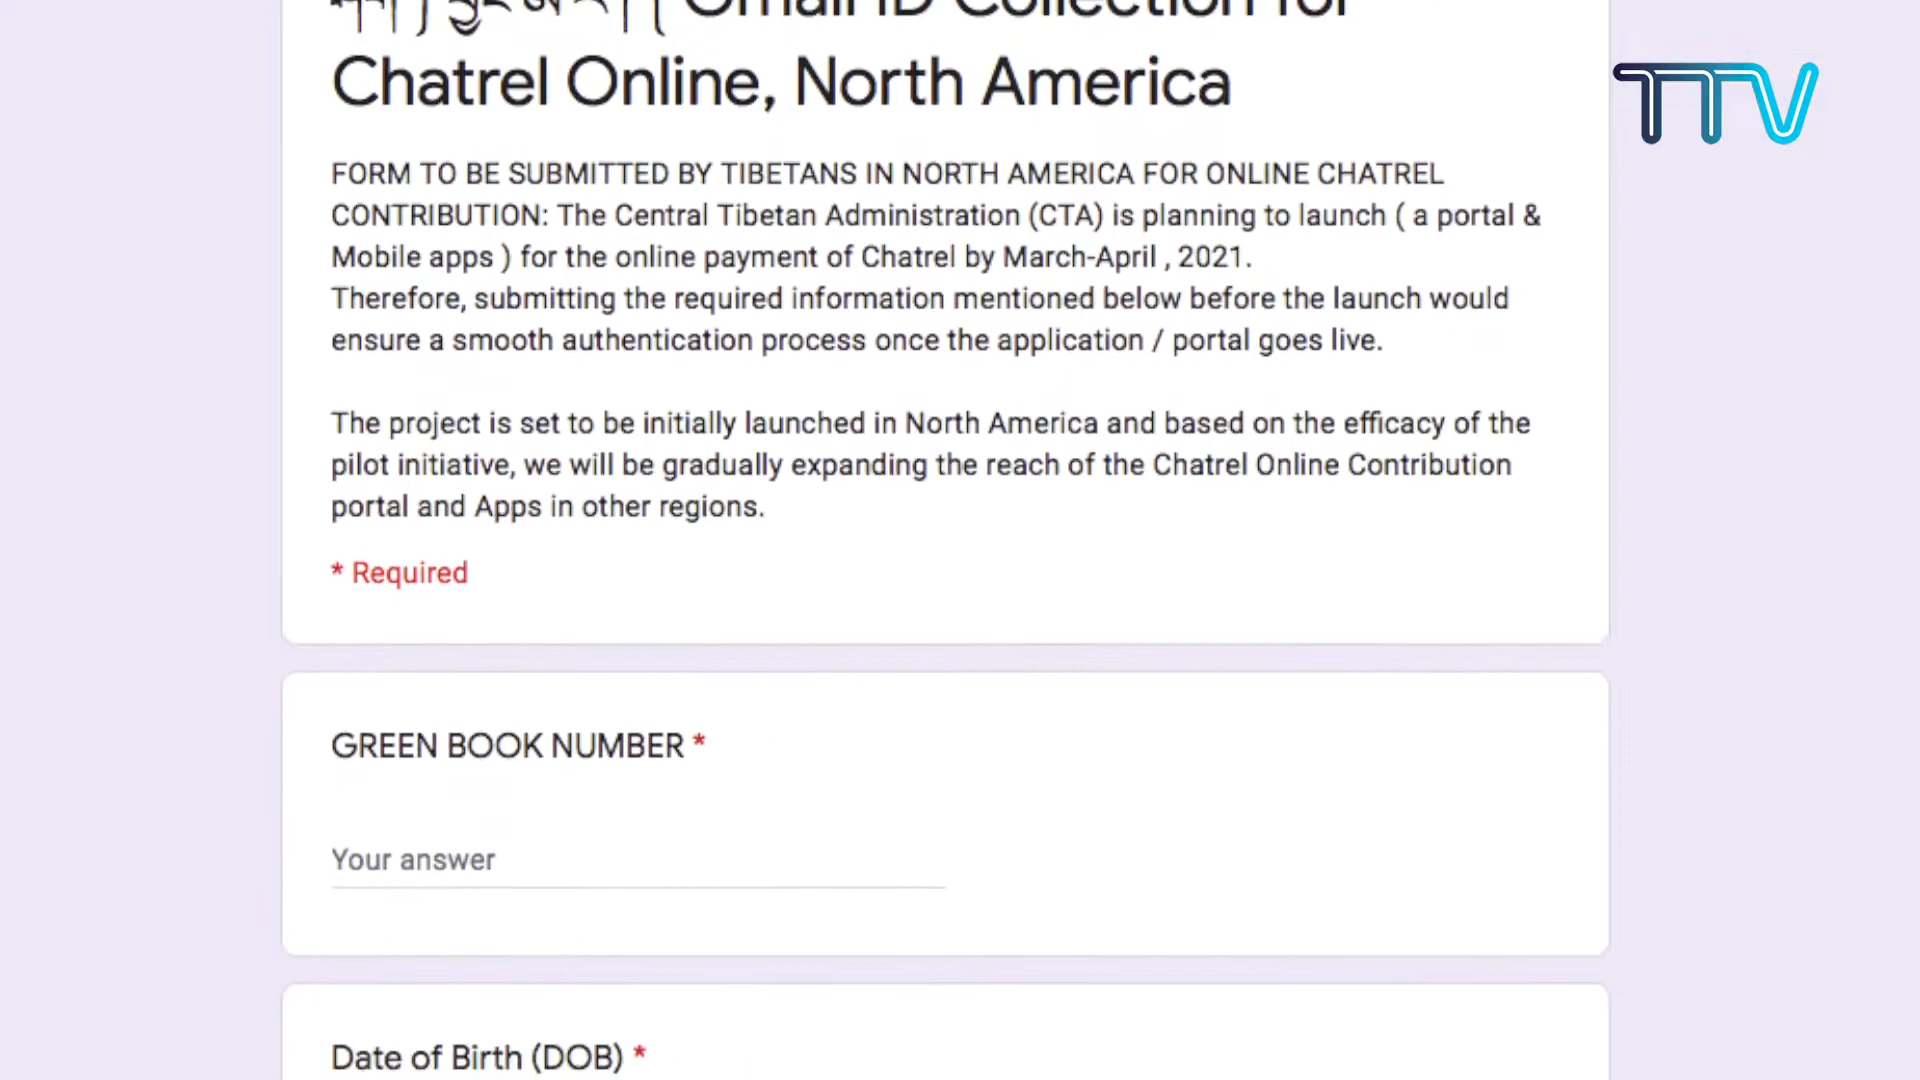 Gmail ID Collection for
Chatrel Online, North America
TTV
FORM TO BE SUBMITTED BY TIBETANS IN NORTH AMERICA FOR ONLINE CHATREL
CONTRIBUTION: The Central Tibetan Administration (CTA) is planning to launch ( a portal &
Mobile apps ) for the online payment of Chatrel by March-April , 2021.
Therefore, submitting the required information mentioned below before the launch would
ensure a smooth authentication process once the application / portal goes live.
The project is set to be initially launched in North America and based on the efficacy of the
pilot initiative, we will be gradually expanding the reach of the Chatrel Online Contribution
portal and Apps in other regions.
* Required
GREEN BOOK NUMBER *
Your answer
Date of Birth (DOB) *